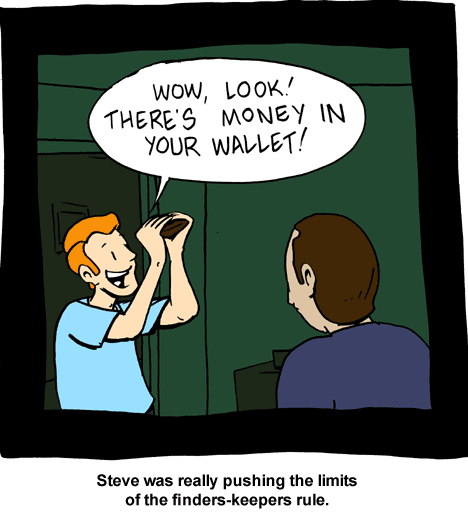 WOW, LOOK!
THERE'S MONEY IN
YOUR WALLET!
Steve was really pushing the limits
of the finders-keepers rule.